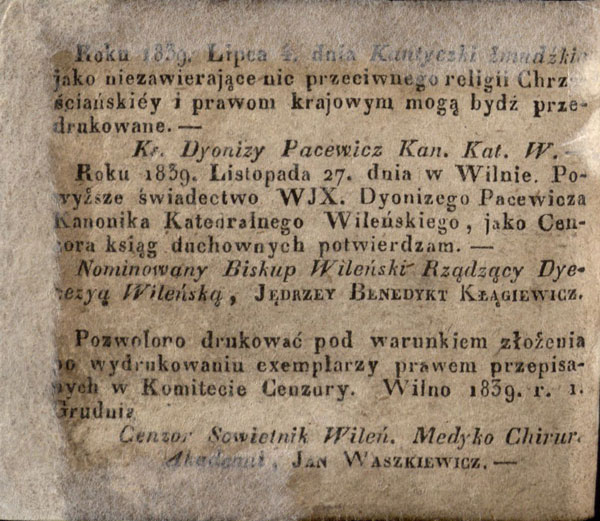 Roku 1839. Lipca 4. dnia Kantyczki żmudzkie
jako niezawierające nic przeciwnego religii Chrze-
ściańskiéy i prawom krajowym mogą bydź prze-
drukowane. —
Kś. Dyonizy Pacewicz Kan. Kat. W. —
Roku 1839. Listopada 27. dnia w Wilnie. Po-
wyższe świadectwo WJX. Dyonizego Pacewicza
Kanonika Katedralnego Wileńskiego, jako Cen-
zora ksiąg duchownych potwierdzam. —
Nominowany Biskup Wileński Rządzący Dye-
cezyą Wileńską, JĘDRZEY BENEDYKT KŁĄGIEWICZ.
Pozwolono drukować pod warunkiem złożenia
po wydrukowaniu exemplarzy prawem przepisa-
nych w Komitecie Cenzury. Wilno 1839. r. 1.
Grudnia
Cenzor Sowietnik Wileń. Medyko Chirur.
Akademii, JAN WASZKIEWICZ. —